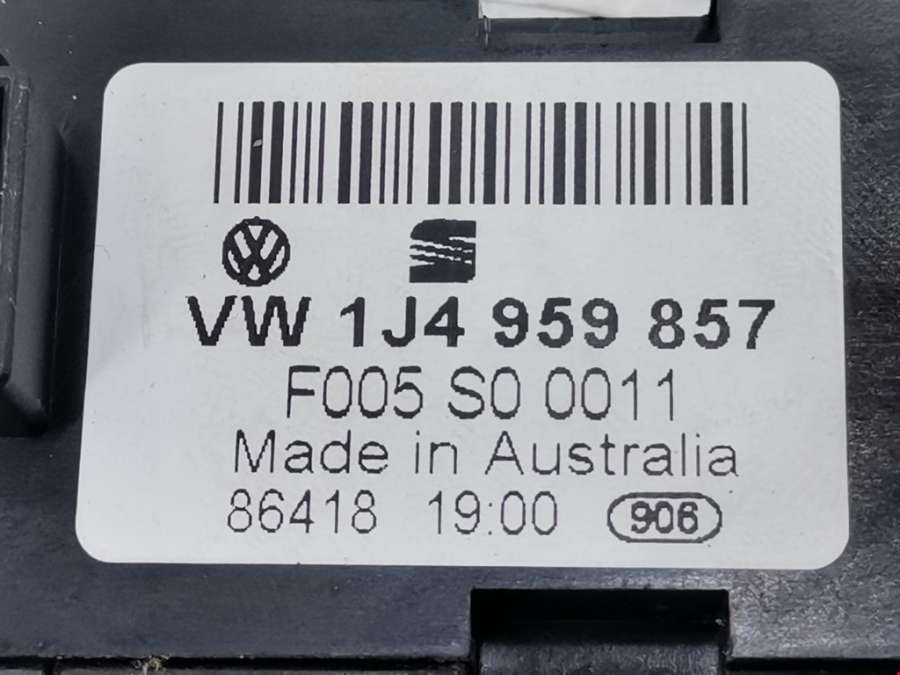 VW 1J4 959 857
F005 S0 0011
Made in Australia
86418 19:00 906